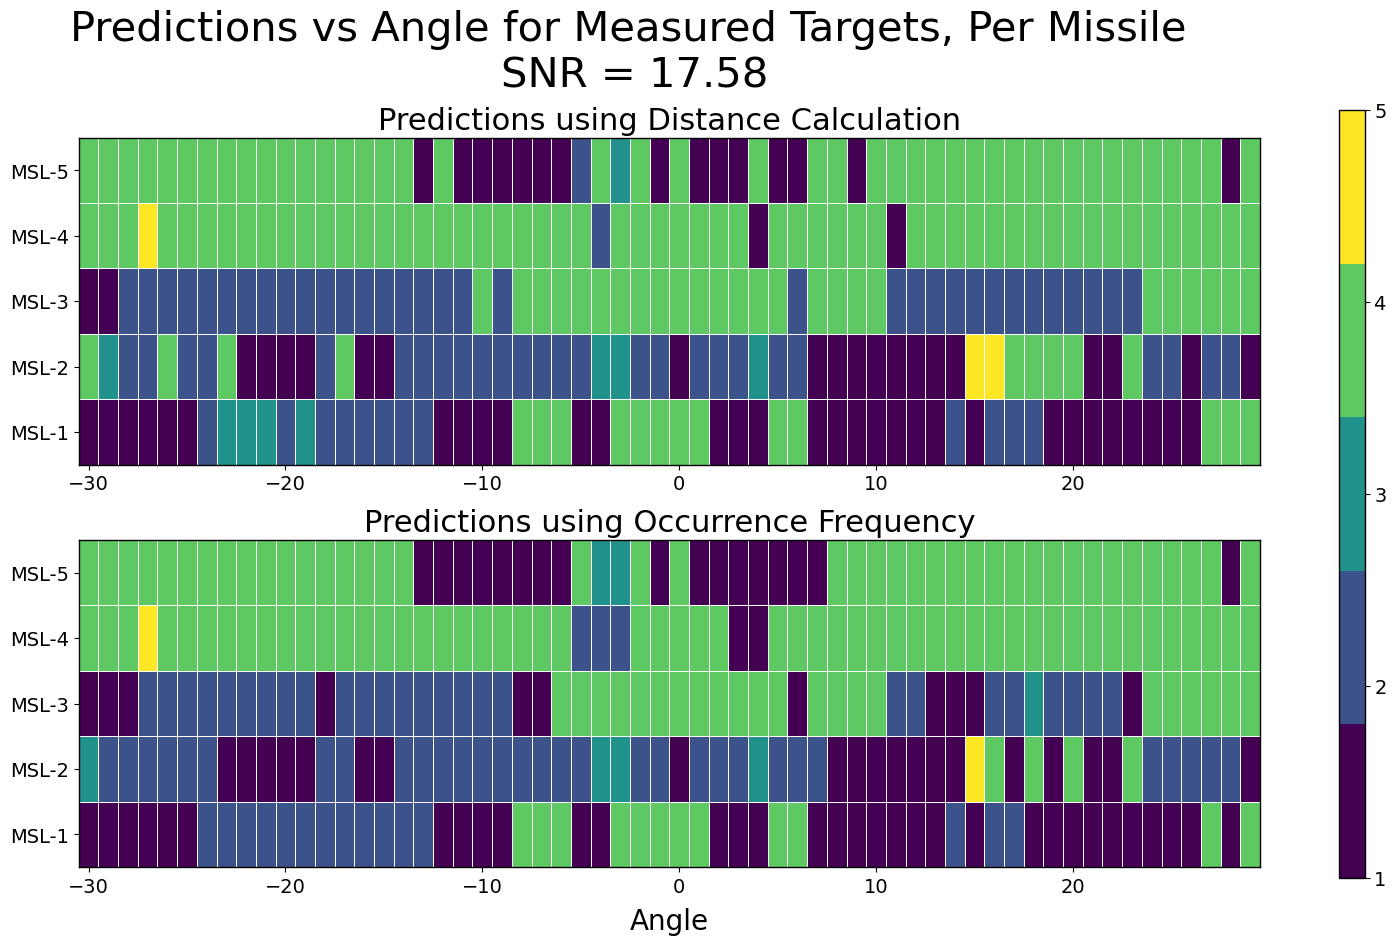 Predictions vs Angle for Measured Targets, Per Missile
SNR = 17.58
Predictions using Distance Calculation
MSL-5
MSL-4
MSL-3
MSL-2
MSL-1
−30 −20 −10 0 10 20
Predictions using Occurrence Frequency
MSL-5
MSL-4
MSL-3
MSL-2
MSL-1
−30 −20 −10 0 10 20
Angle
5
4
3
2
1